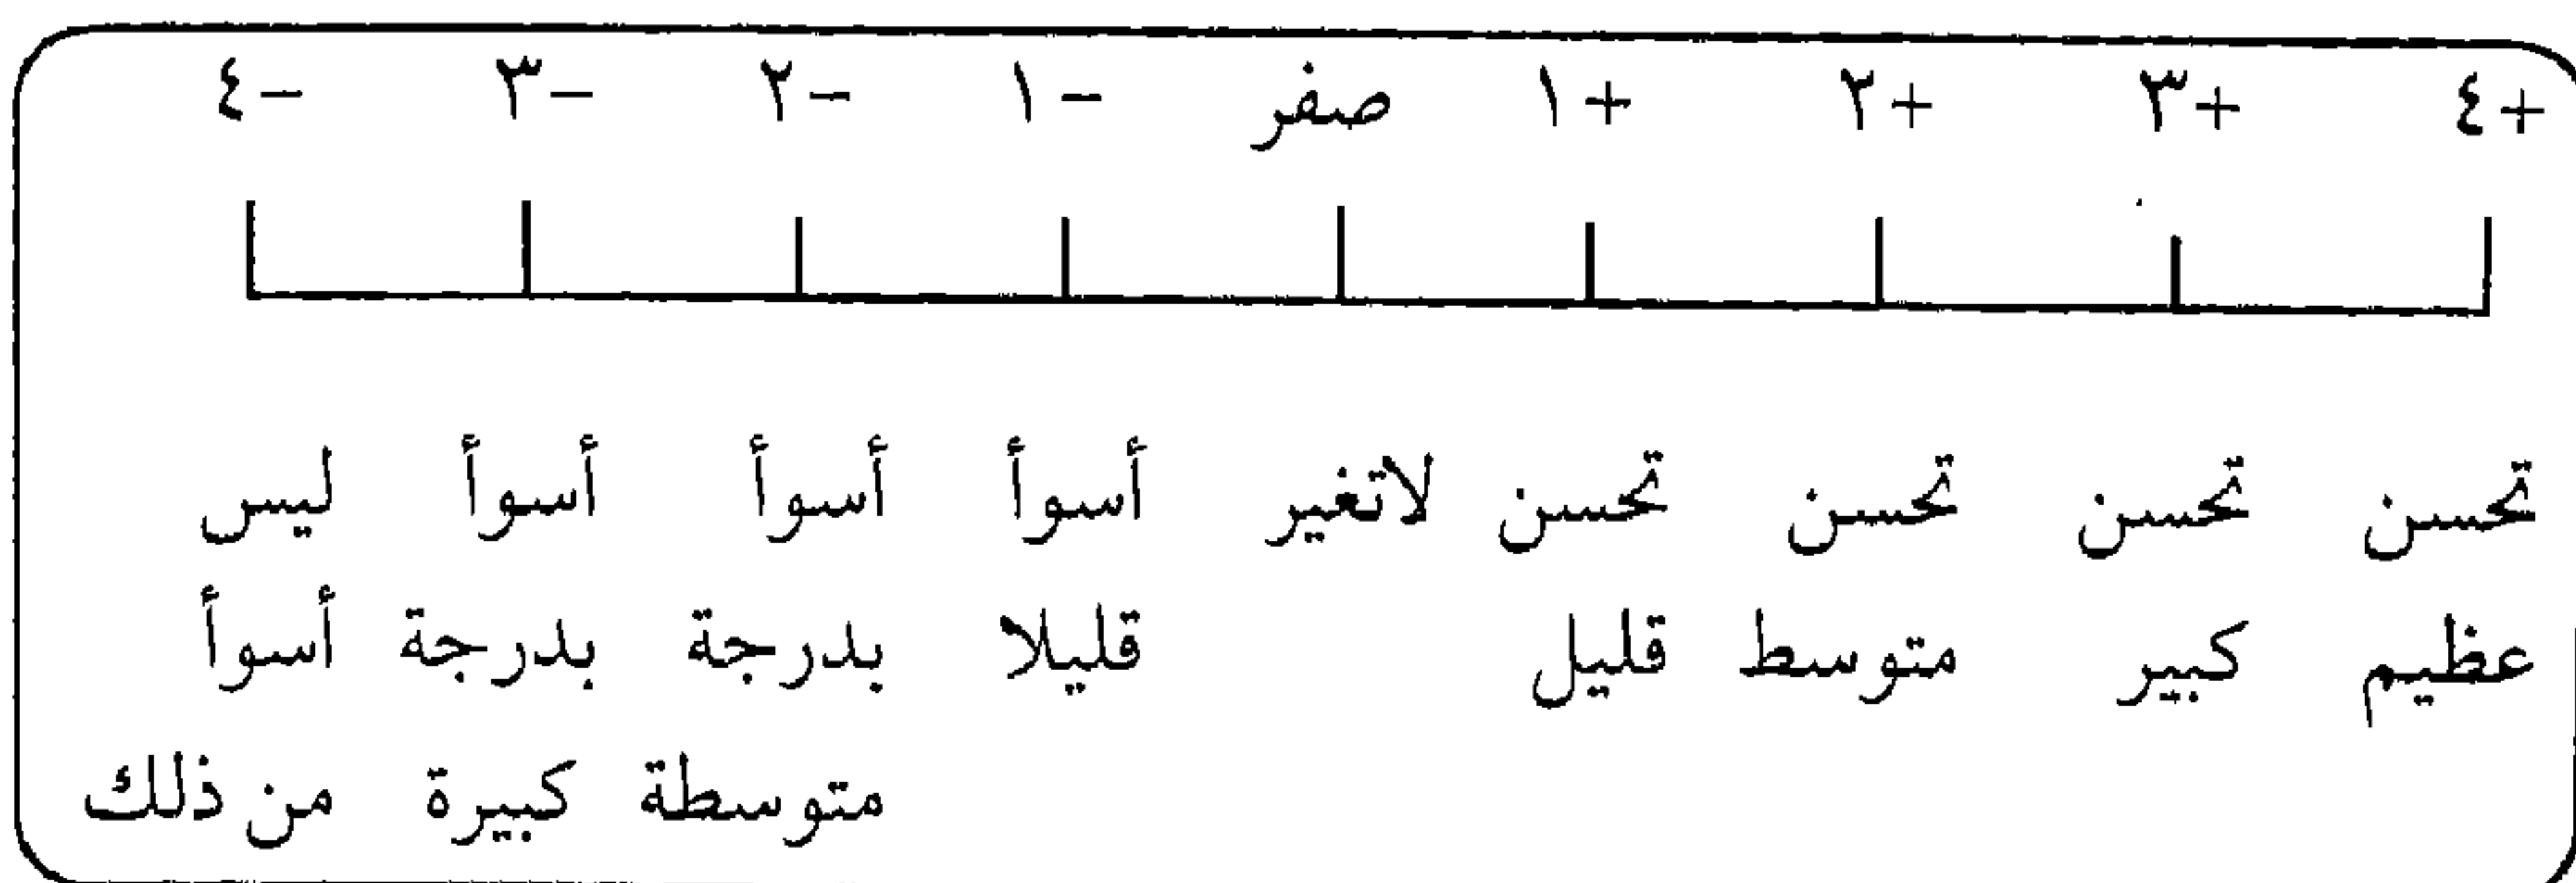 +٤ +٣ +٢ +١ صفر -١ -٢ -٣ -٤
تحسن تحسن تحسن تحسن لاتغير أسوأ أسوأ أسوأ ليس
عظيم كبير متوسط قليل قليلا بدرجة بدرجة أسوأ
متوسطة كبيرة من ذلك